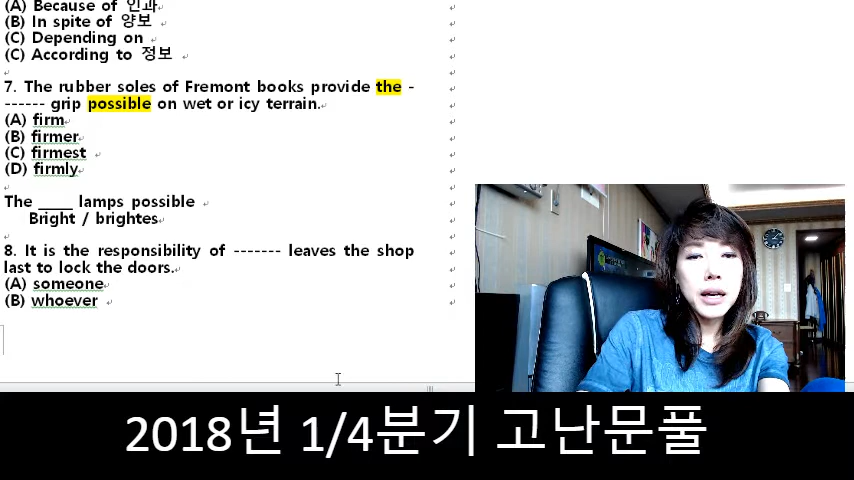 (A) Because of 인과
(B) In spite of 양보
(C) Depending on
(C) According to 정보
7. The rubber soles of Fremont books provide the -
------ grip possible on wet or icy terrain.
(A) firm
(B) firmer
(C) firmest
(D) firmly
The ____ lamps possible
Bright / brightes
8. It is the responsibility of ------- leaves the shop
last to lock the doors.
(A) someone
(B) whoever
2018년 1/4분기 고난문풀